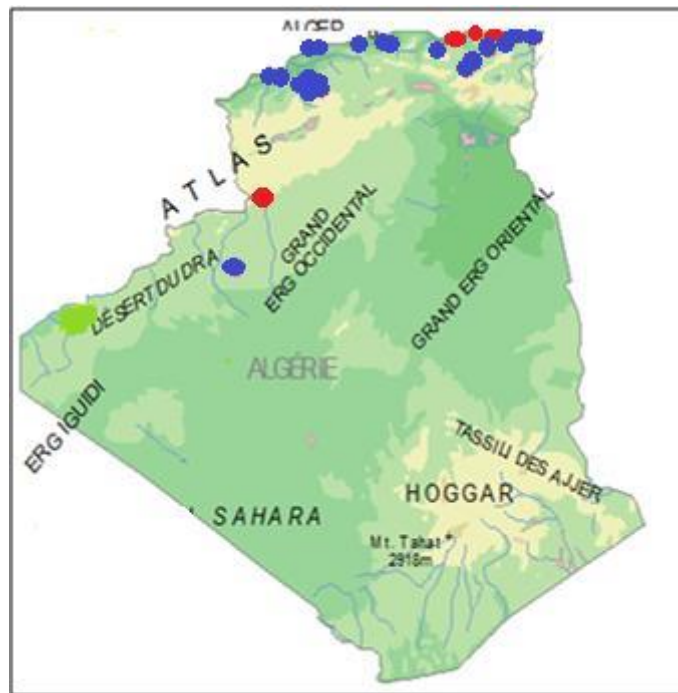 ATLAS
GRAND
ERG OCCIDENTAL
DÉSERT DU DRA
GRAND ERG ORIENTAL
ALGÉRIE
ERG IGUIDI
TASSILI DES AJJER
HOGGAR
SAHARA
Mt. Tahat
2918m